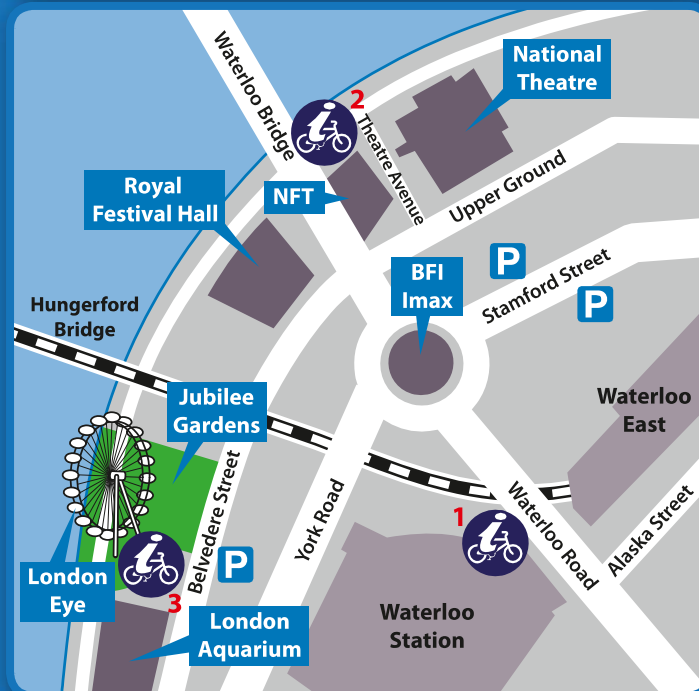 National
Theatre
2
Waterloo Bridge
Theatre Avenue
Royal
Festival Hall
NFT
Upper Ground
BFI
Imax
P
Stamford Street
P
Hungerford
Bridge
Jubilee
Gardens
Waterloo
East
Belvedere Street
York Road
1
Waterloo Road
Alaska Street
P
London
Eye
3
London
Aquarium
Waterloo
Station